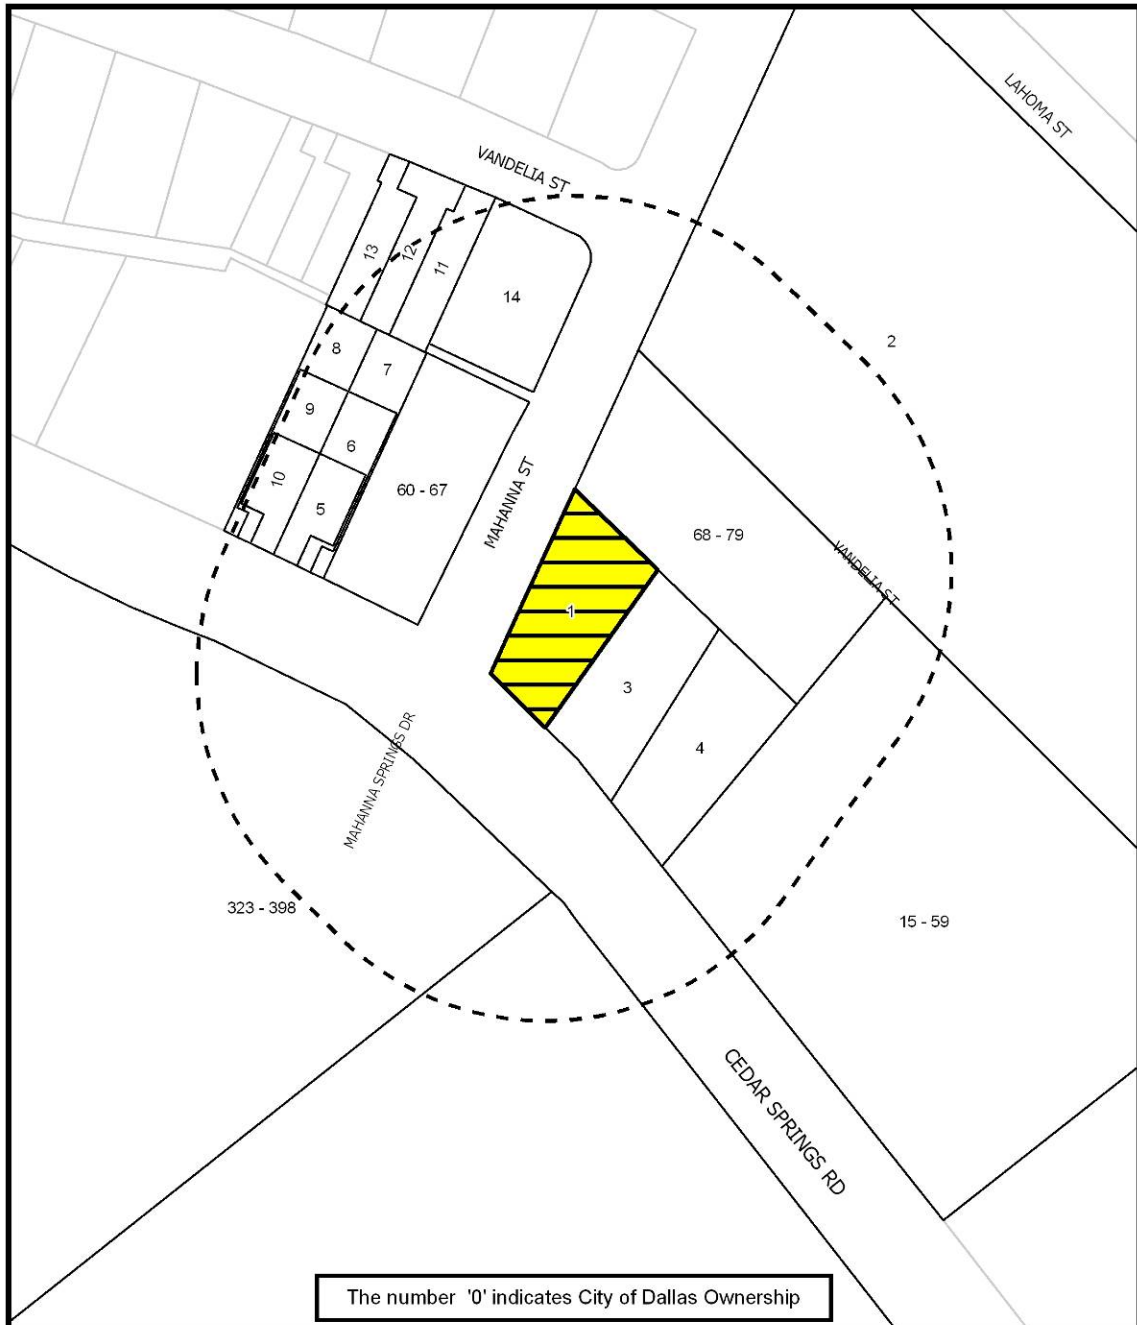 LAHOMA ST
VANDELIA ST
13
12
11
14
2
8
7
9
6
10
5
60 - 67
MAHANNA ST
68 - 79
VANDELIA ST
1
3
4
MAHANNA SPRINGS DR
323 - 398
15 - 59
CEDAR SPRINGS RD
The number '0' indicates City of Dallas Ownership